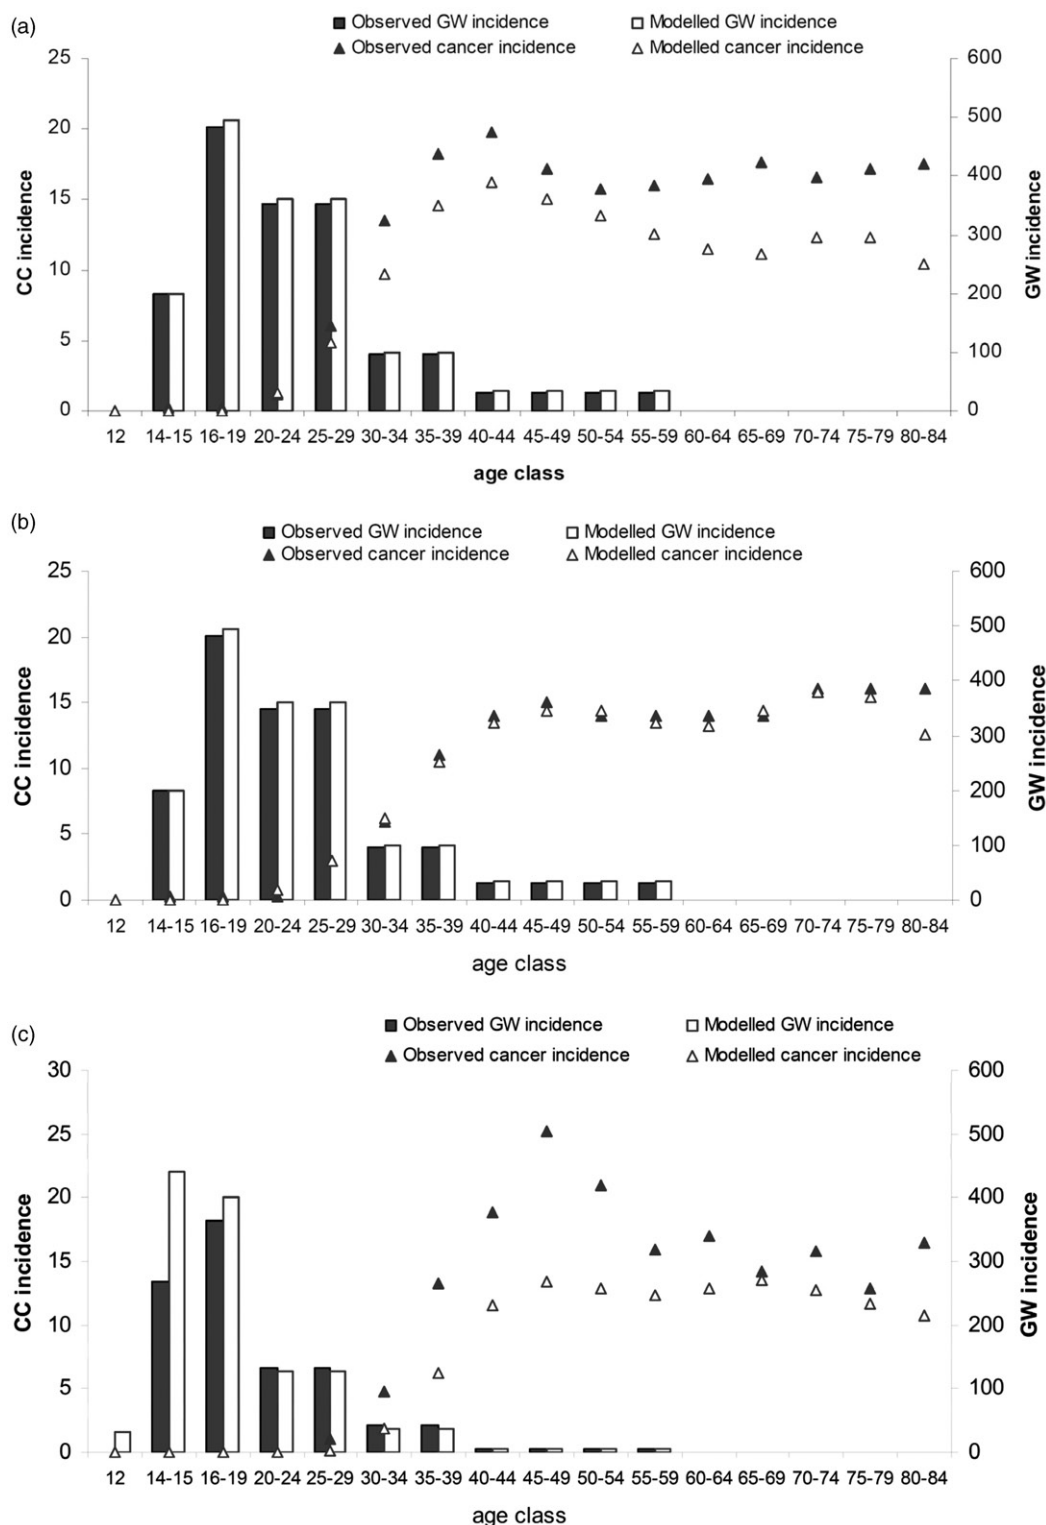 (a)
Observed GW incidence Modelled GW incidence
Observed cancer incidence Modelled cancer incidence
25 600
500
20
400
15
CC incidence
300
GW incidence
10
200
5
100
0 0
12 14-15 16-19 20-24 25-29 30-34 35-39 40-44 45-49 50-54 55-59 60-64 65-69 70-74 75-79 80-84
age class
(b)
Observed GW incidence Modelled GW incidence
Observed cancer incidence Modelled cancer incidence
25 600
20 500
400
15
CC incidence
300
GW incidence
10
200
5
100
0 0
12 14-15 16-19 20-24 25-29 30-34 35-39 40-44 45-49 50-54 55-59 60-64 65-69 70-74 75-79 80-84
age class
(c)
Observed GW incidence Modelled GW incidence
Observed cancer incidence Modelled cancer incidence
30 600
25 500
20 400
CC incidence
15 300
GW incidence
10 200
5 100
0 0
12 14-15 16-19 20-24 25-29 30-34 35-39 40-44 45-49 50-54 55-59 60-64 65-69 70-74 75-79 80-84
age class